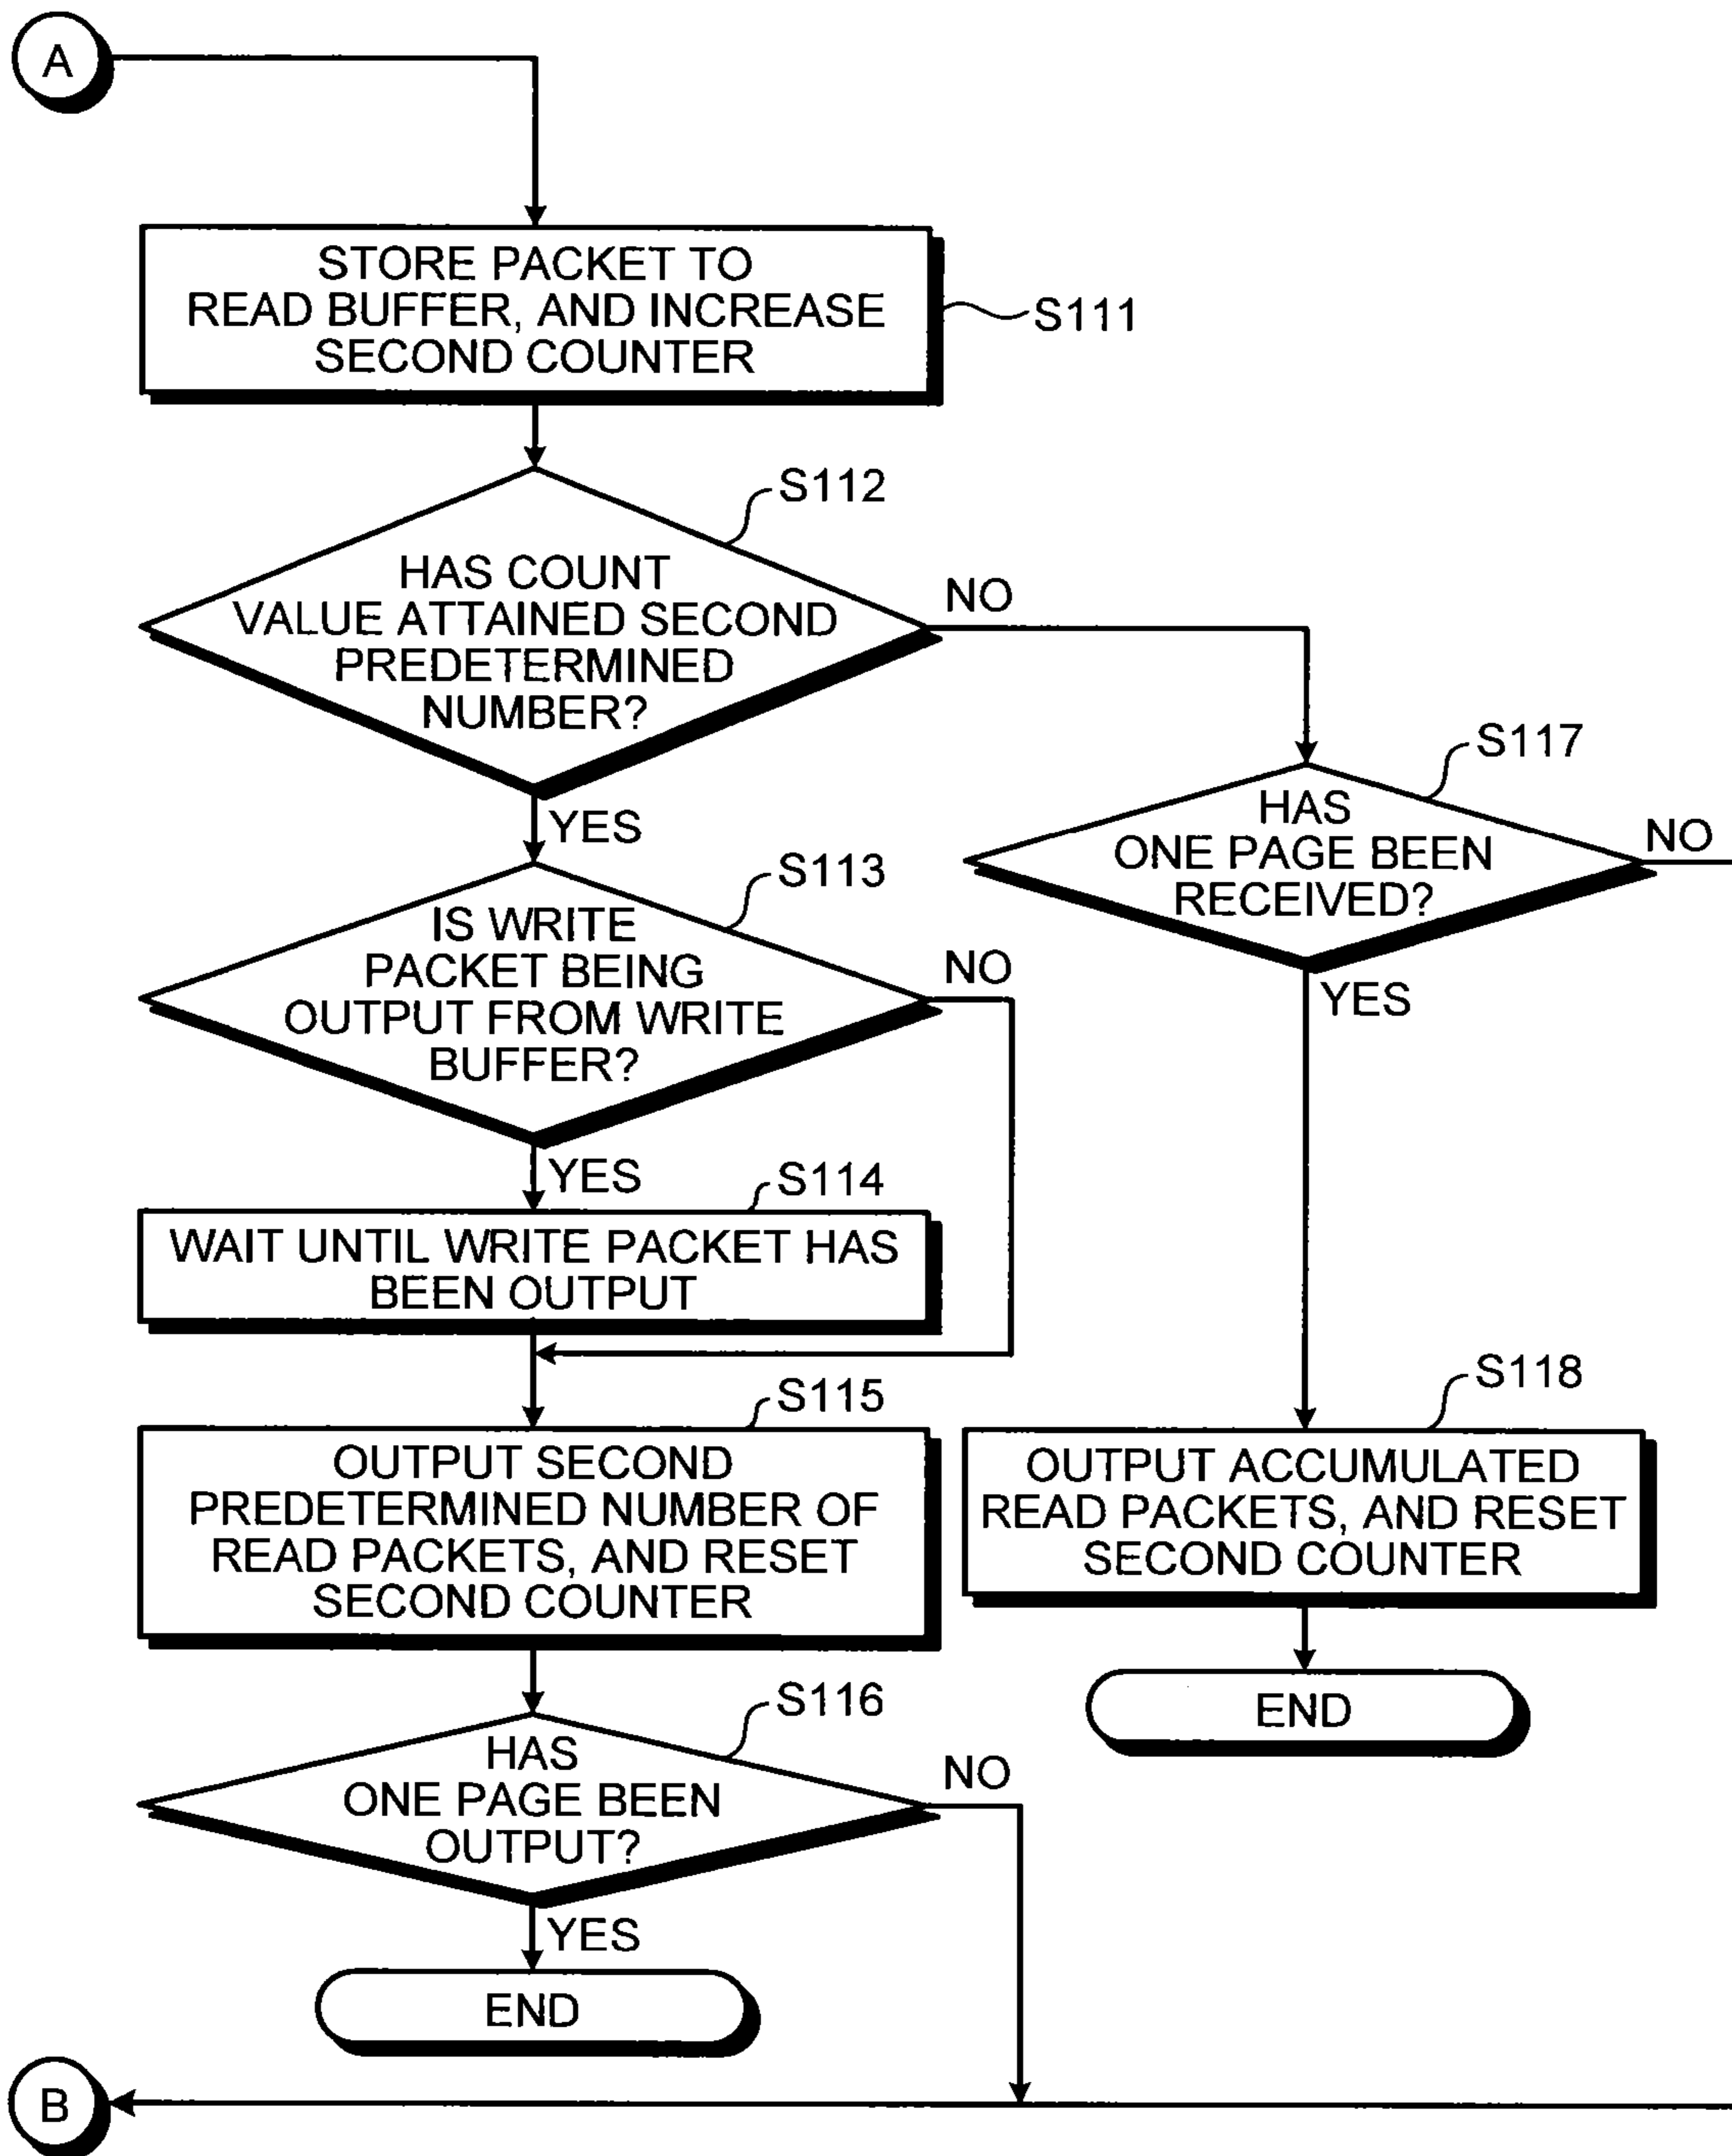 A
STORE PACKET TO
READ BUFFER, AND INCREASE
SECOND COUNTER
S111
S112
HAS COUNT
VALUE ATTAINED SECOND
PREDETERMINED
NUMBER?
NO
YES
S117
HAS
ONE PAGE BEEN
RECEIVED?
NO
YES
S113
IS WRITE
PACKET BEING
OUTPUT FROM WRITE
BUFFER?
NO
YES
S114
WAIT UNTIL WRITE PACKET HAS
BEEN OUTPUT
S115
OUTPUT SECOND
PREDETERMINED NUMBER OF
READ PACKETS, AND RESET
SECOND COUNTER
S118
OUTPUT ACCUMULATED
READ PACKETS, AND RESET
SECOND COUNTER
END
S116
HAS
ONE PAGE BEEN
OUTPUT?
NO
YES
END
B